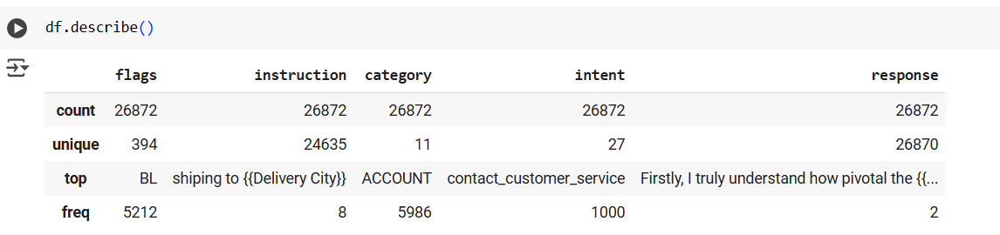 df.describe()
flags instruction category intent response
count 26872 26872 26872 26872 26872
unique 394 24635 11 27 26870
top BL shiping to {{Delivery City}} ACCOUNT contact_customer_service Firstly, I truly understand how pivotal the {{...
freq 5212 8 5986 1000 2